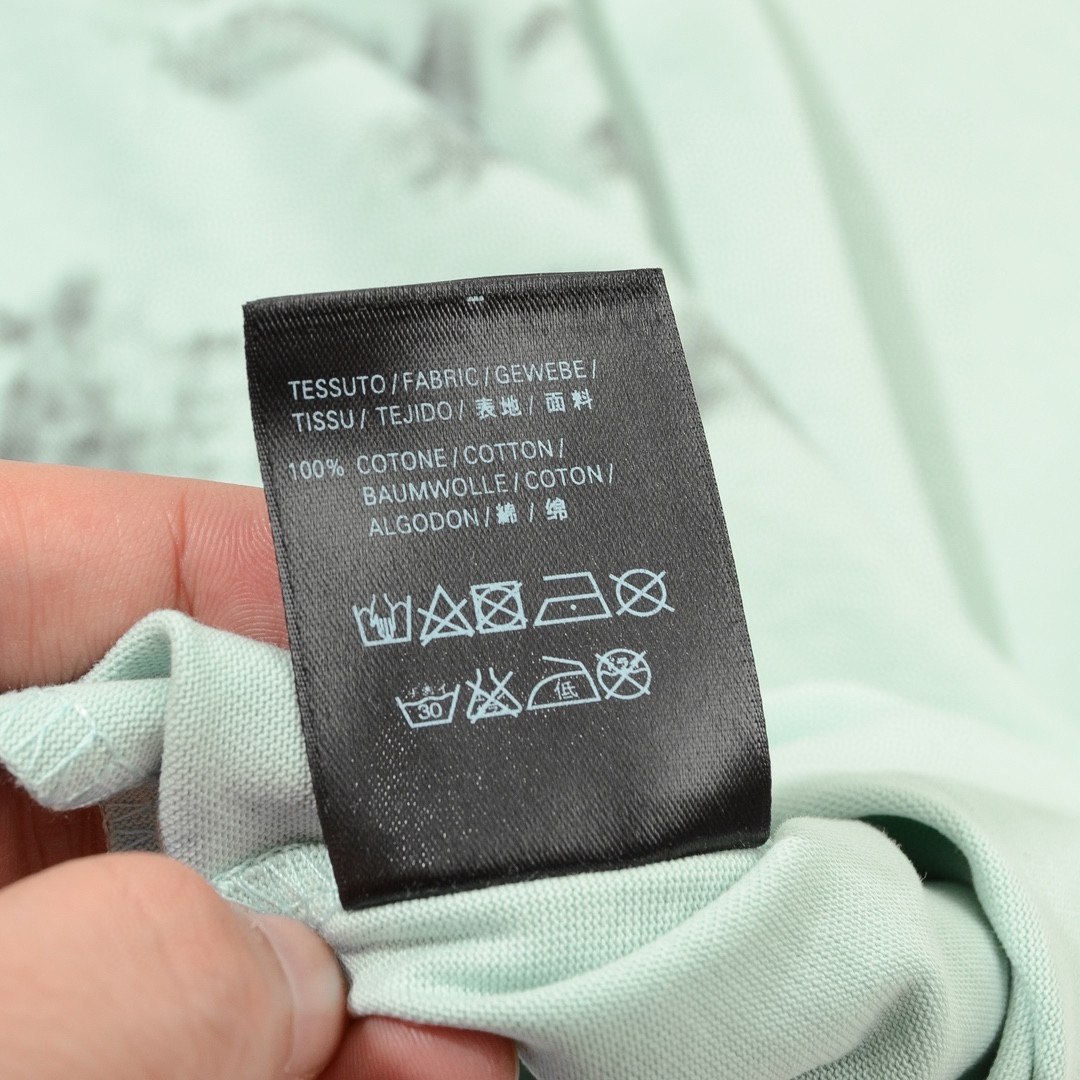 TESSUTO/FABRIC/GEWEBE/
TISSU/TEJIDO/表地/面料
100% COTONE/COTTON/
BAUMWOLLE/COTON/
ALGODON/綿/绵
30 低